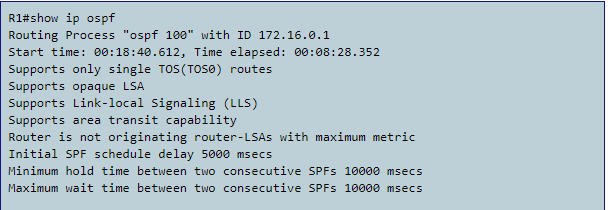 R1#show ip ospf
Routing Process "ospf 100" with ID 172.16.0.1
Start time: 00:18:40.612, Time elapsed: 00:08:28.352
Supports only single TOS(TOS0) routes
Supports opaque LSA
Supports Link-local Signaling (LLS)
Supports area transit capability
Router is not originating router-LSAs with maximum metric
Initial SPF schedule delay 5000 msecs
Minimum hold time between two consecutive SPFs 10000 msecs
Maximum wait time between two consecutive SPFs 10000 msecs